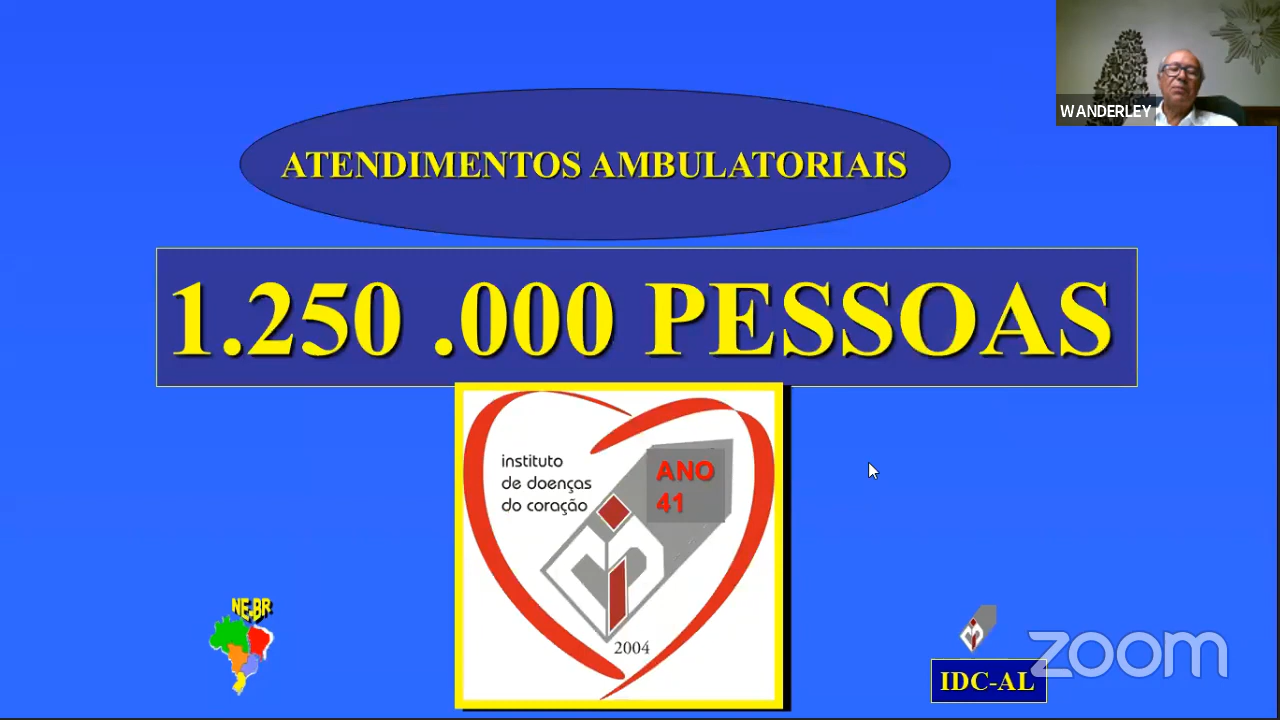 WANDERLEY
ATENDIMENTOS AMBULATORIAIS
1.250 .000 PESSOAS
instituto
de doenças
do coração
ANO
41
2004
NE-BR
IDC-AL
zoom